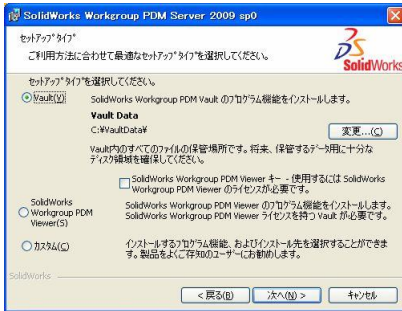 SolidWorks Workgroup PDM Server 2009 sp0
セットアップ タイプ
ご利用方法に合わせて最適なセットアップ タイプを選択してください。
SolidWorks
セットアップ タイプを選択してください。
Vault(V)
SolidWorks Workgroup PDM Vault のプログラム機能をインストールします。
Vault Data
C:¥VaultData¥
変更...(C)
Vault内のすべてのファイルの保管場所です。将来、保管するデータ用に十分な
ディスク領域を確保してください。
SolidWorks Workgroup PDM Viewer キー - 使用するには SolidWorks
Workgroup PDM Viewer のライセンスが必要です。
SolidWorks
Workgroup PDM
Viewer(S)
SolidWorks Workgroup PDM Viewer のプログラム機能をインストールします。
SolidWorks Workgroup PDM Viewer ライセンスを持つ Vault が必要です。
カスタム(C)
インストールするプログラム機能、およびインストール先を選択することができま
す。製品をよくご存知のユーザーにお勧めします。
SolidWorks
< 戻る(B)
次へ(N) >
キャンセル